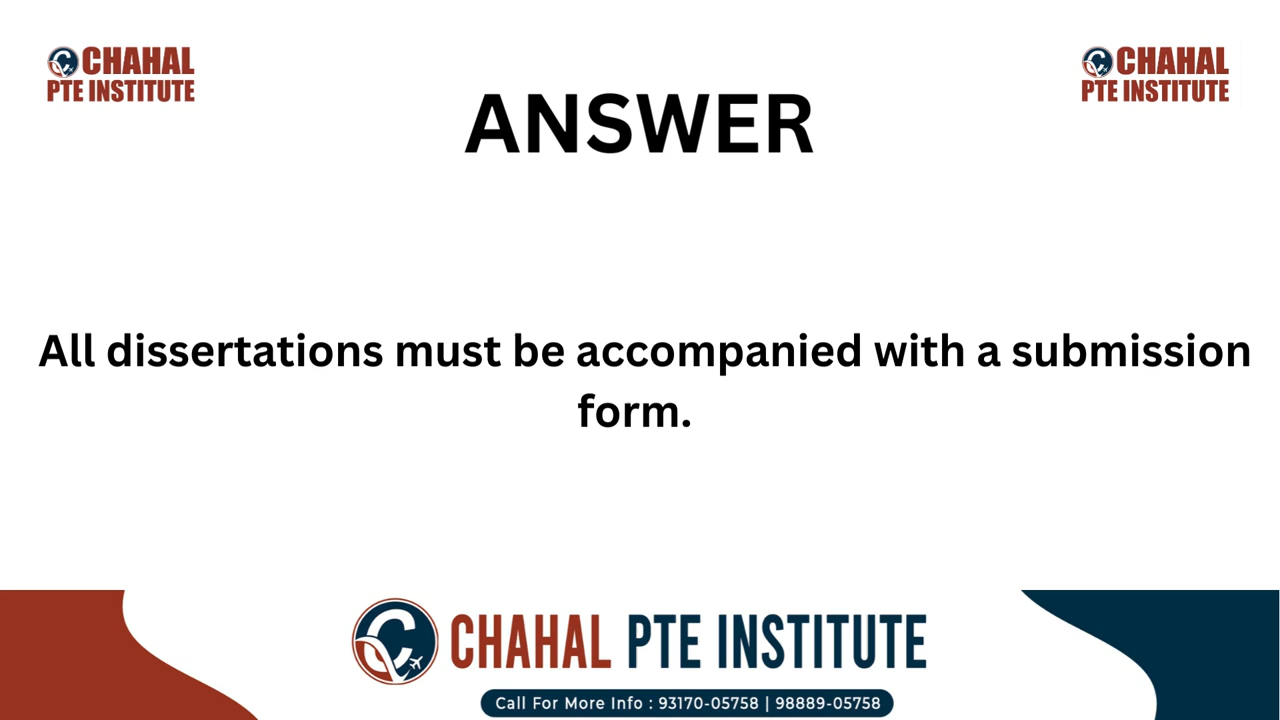 CHAHAL
PTE INSTITUTE
CHAHAL
PTE INSTITUTE
ANSWER
All dissertations must be accompanied with a submission
form.
CHAHAL PTE INSTITUTE
Call For More Info : 93170-05758 | 98889-05758